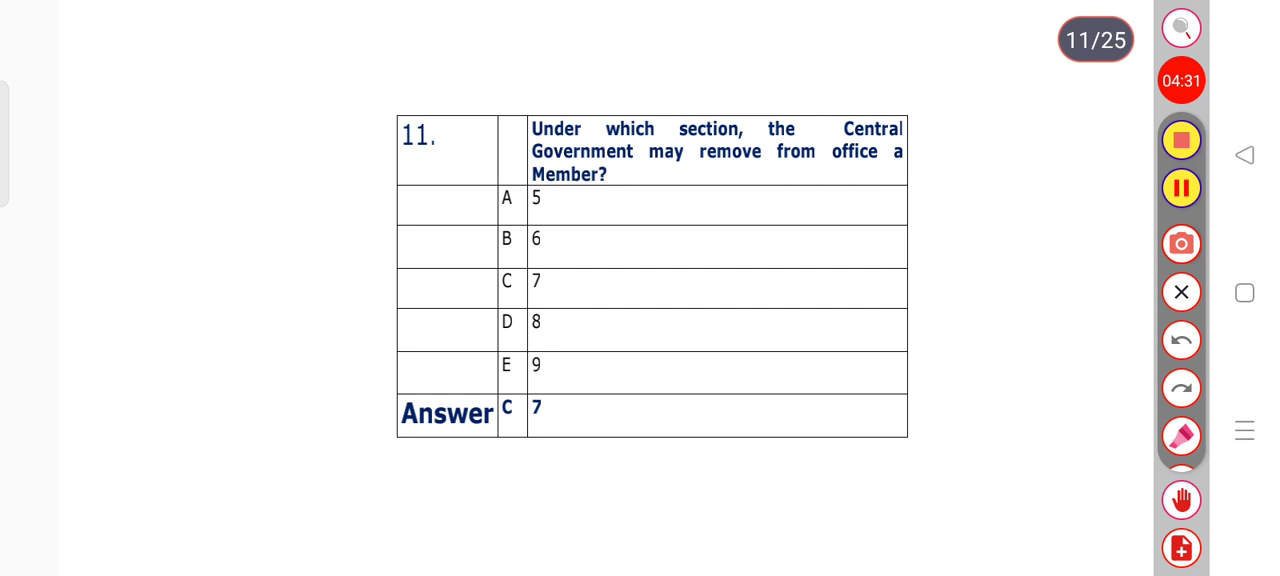 11/25
04:31
11. Under which section, the Central
Government may remove from office a
Member?
A 5
B 6
C 7
D 8
E 9
Answer C 7